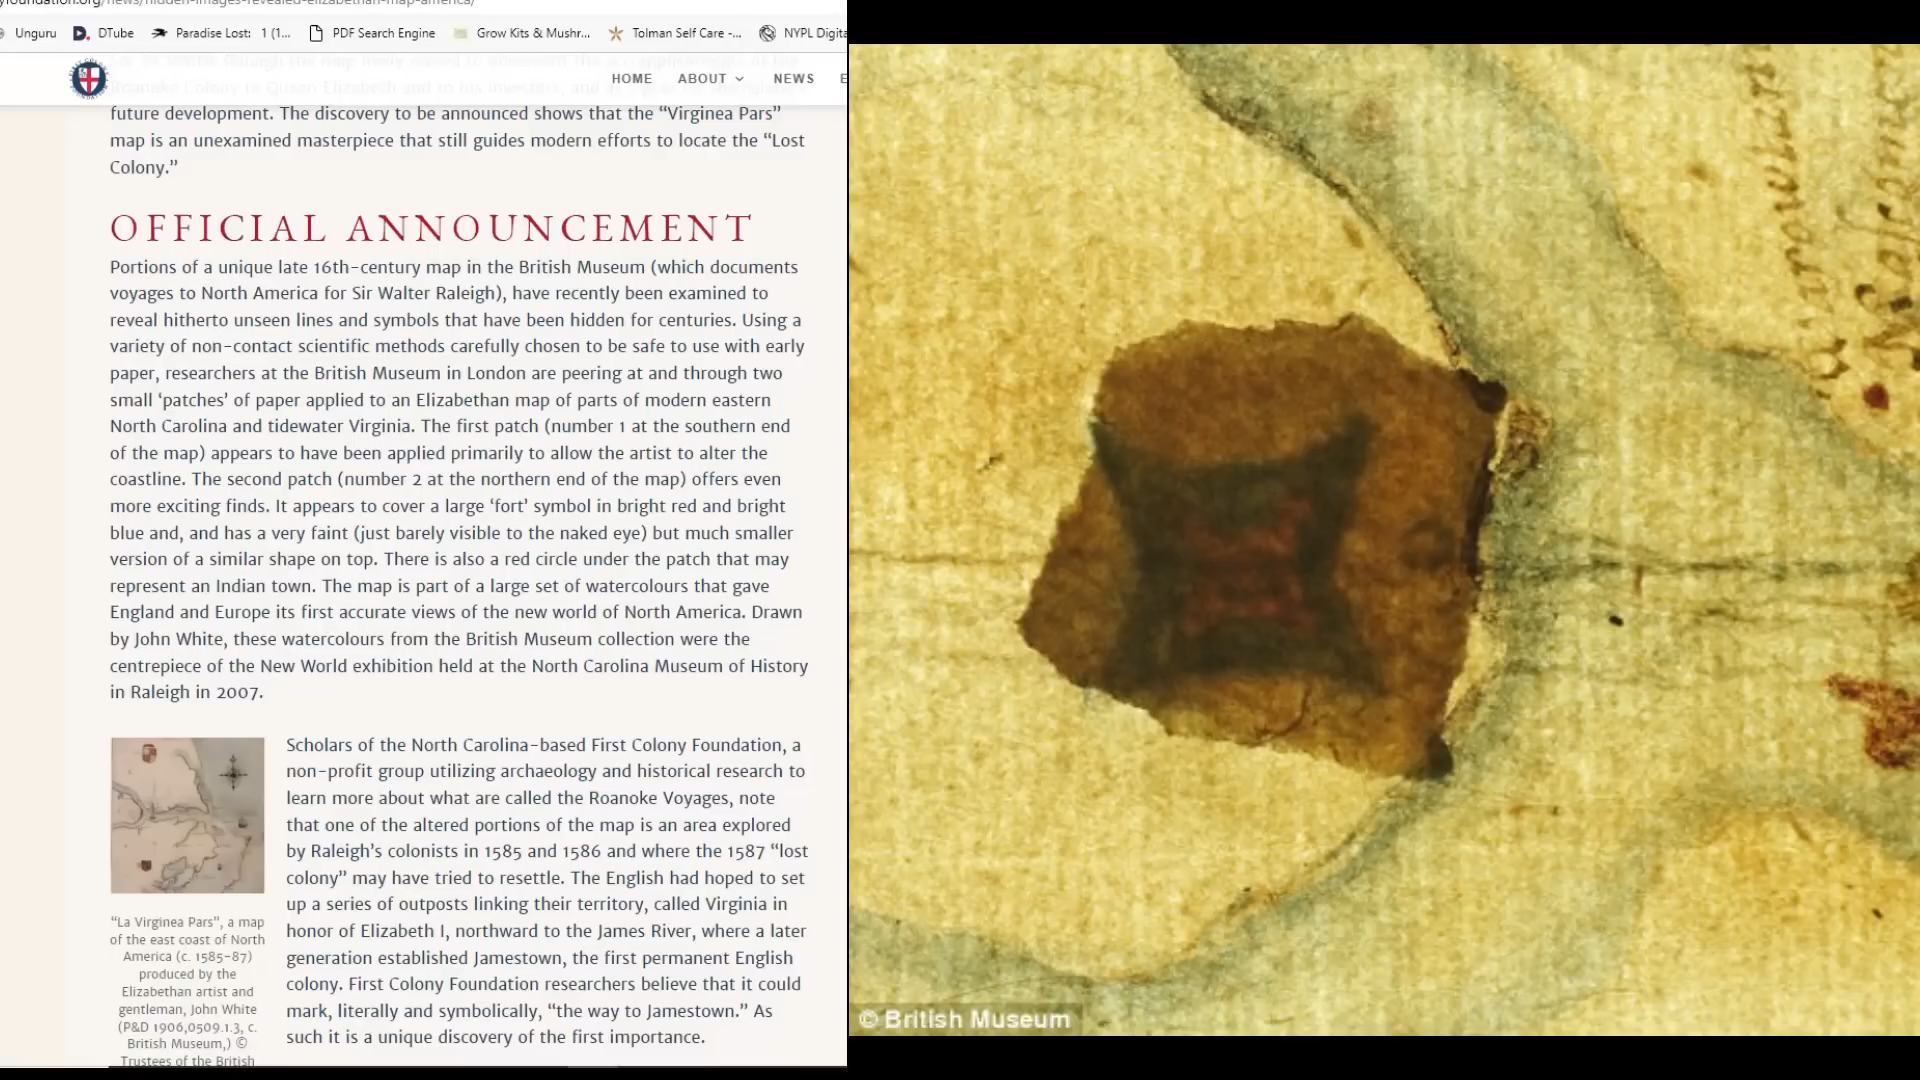 yfoundation.org/news/hidden-images-revealed-elizabethan-map-america/
Unguru DTube Paradise Lost: 1 (1... PDF Search Engine Grow Kits & Mushr... Tolman Self Care -... NYPL Digita
HOME ABOUT NEWS E
future development. The discovery to be announced shows that the “Virginea Pars”
map is an unexamined masterpiece that still guides modern efforts to locate the “Lost
Colony.”
OFFICIAL ANNOUNCEMENT
Portions of a unique late 16th-century map in the British Museum (which documents
voyages to North America for Sir Walter Raleigh), have recently been examined to
reveal hitherto unseen lines and symbols that have been hidden for centuries. Using a
variety of non-contact scientific methods carefully chosen to be safe to use with early
paper, researchers at the British Museum in London are peering at and through two
small ‘patches’ of paper applied to an Elizabethan map of parts of modern eastern
North Carolina and tidewater Virginia. The first patch (number 1 at the southern end
of the map) appears to have been applied primarily to allow the artist to alter the
coastline. The second patch (number 2 at the northern end of the map) offers even
more exciting finds. It appears to cover a large ‘fort’ symbol in bright red and bright
blue and, and has a very faint (just barely visible to the naked eye) but much smaller
version of a similar shape on top. There is also a red circle under the patch that may
represent an Indian town. The map is part of a large set of watercolours that gave
England and Europe its first accurate views of the new world of North America. Drawn
by John White, these watercolours from the British Museum collection were the
centrepiece of the New World exhibition held at the North Carolina Museum of History
in Raleigh in 2007.
Scholars of the North Carolina-based First Colony Foundation, a
non-profit group utilizing archaeology and historical research to
learn more about what are called the Roanoke Voyages, note
that one of the altered portions of the map is an area explored
by Raleigh’s colonists in 1585 and 1586 and where the 1587 “lost
colony” may have tried to resettle. The English had hoped to set
up a series of outposts linking their territory, called Virginia in
honor of Elizabeth I, northward to the James River, where a later
generation established Jamestown, the first permanent English
colony. First Colony Foundation researchers believe that it could
mark, literally and symbolically, “the way to Jamestown.” As
such it is a unique discovery of the first importance.
“La Virginea Pars”, a map
of the east coast of North
America (c. 1585-87)
produced by the
Elizabethan artist and
gentleman, John White
(P&D 1906,0509.1.3, c.
British Museum,) ©
Trustees of the British
© British Museum